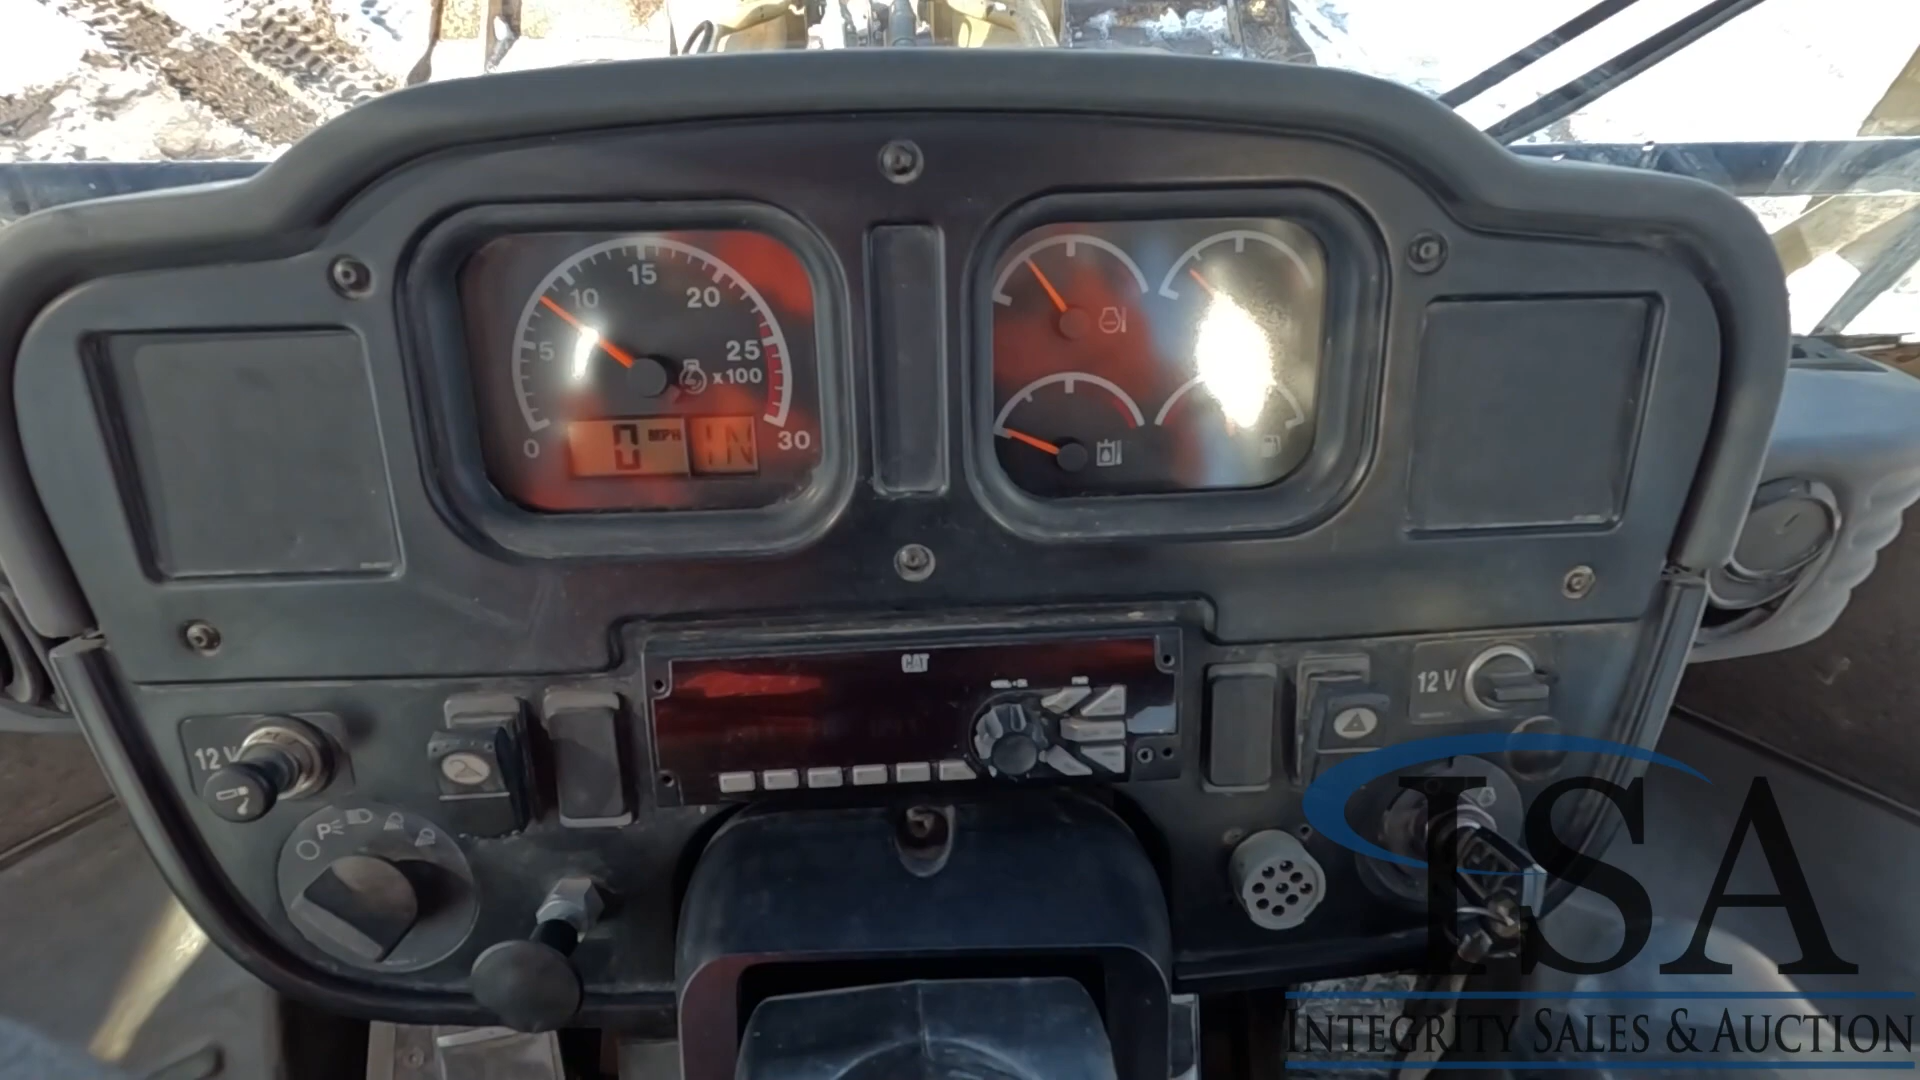 15
10
20
5
25
x100
0
30
0 MPH
1N
CAT
12 V
12 V
P
ISA
INTEGRITY SALES & AUCTION